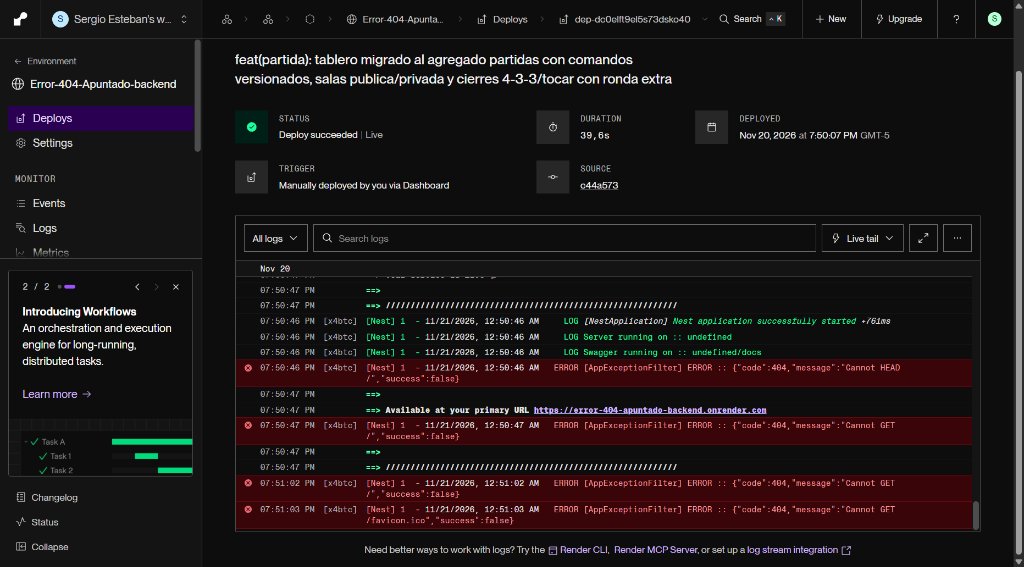 S Sergio Esteban's w...
Error-404-Apunta...
Deploys
dep-dc0elft9el5s73dsko40
Search
K
+ New
Upgrade
?
S
← Environment
Error-404-Apuntado-backend
Deploys
Settings
MONITOR
Events
Logs
Metrics
2 / 2
Introducing Workflows
An orchestration and execution
engine for long-running,
distributed tasks.
Learn more →
Task A
Task 1
Task 2
Changelog
Status
Collapse
feat(partida): tablero migrado al agregado partidas con comandos
versionados, salas publica/privada y cierres 4-3-3/tocar con ronda extra
STATUS
Deploy succeeded | Live
DURATION
39,6s
DEPLOYED
Nov 20, 2026 at 7:50:07 PM GMT-5
TRIGGER
Manually deployed by you via Dashboard
SOURCE
c44a573
All logs
Search logs
Live tail
...
Nov 20
07:50:47 PM ==>
07:50:47 PM ==> ///////////////////////////////////////////////////////////
07:50:46 PM [x4btc] [Nest] 1 - 11/21/2026, 12:50:46 AM LOG [NestApplication] Nest application successfully started +/61ms
07:50:46 PM [x4btc] [Nest] 1 - 11/21/2026, 12:50:46 AM LOG Server running on :: undefined
07:50:46 PM [x4btc] [Nest] 1 - 11/21/2026, 12:50:46 AM LOG Swagger running on :: undefined/docs
07:50:46 PM [x4btc] [Nest] 1 - 11/21/2026, 12:50:46 AM ERROR [AppExceptionFilter] ERROR :: {"code":404,"message":"Cannot HEAD
/","success":false}
07:50:47 PM ==>
07:50:47 PM ==> Available at your primary URL https://error-404-apuntado-backend.onrender.com
07:50:47 PM [x4btc] [Nest] 1 - 11/21/2026, 12:50:47 AM ERROR [AppExceptionFilter] ERROR :: {"code":404,"message":"Cannot GET
/","success":false}
07:50:47 PM ==>
07:50:47 PM ==> ///////////////////////////////////////////////////////////
07:51:02 PM [x4btc] [Nest] 1 - 11/21/2026, 12:51:02 AM ERROR [AppExceptionFilter] ERROR :: {"code":404,"message":"Cannot GET
/","success":false}
07:51:03 PM [x4btc] [Nest] 1 - 11/21/2026, 12:51:03 AM ERROR [AppExceptionFilter] ERROR :: {"code":404,"message":"Cannot GET
/favicon.ico","success":false}
Need better ways to work with logs? Try the Render CLI, Render MCP Server, or set up a log stream integration